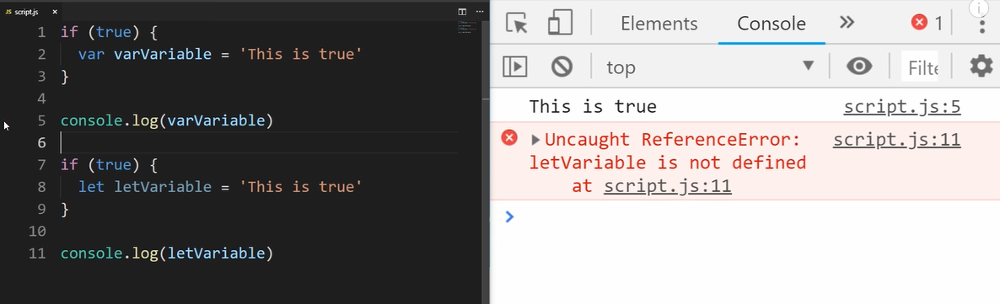 JS script.js ×
1 if (true) {
2 var varVariable = 'This is true'
3 }
4
5 console.log(varVariable)
6
7 if (true) {
8 let letVariable = 'This is true'
9 }
10
11 console.log(letVariable)
Elements Console » 1
top Filte
This is true script.js:5
Uncaught ReferenceError: script.js:11
letVariable is not defined
at script.js:11